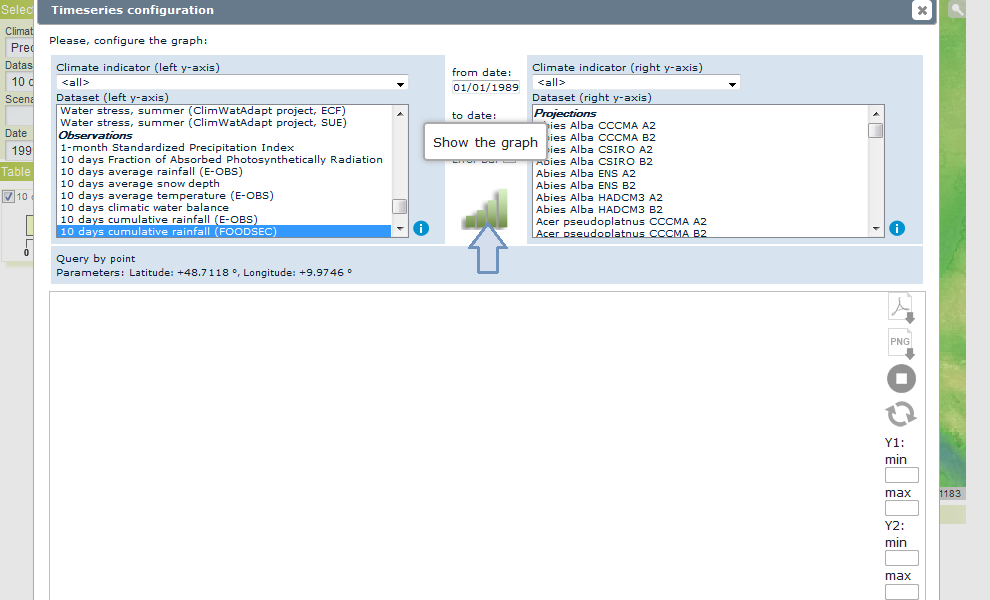 Timeseries configuration
Please, configure the graph:
Climate indicator (left y-axis)
<all>
Dataset (left y-axis)
Water stress, summer (ClimWatAdapt project, ECF)
Water stress, summer (ClimWatAdapt project, SUE)
Observations
1-month Standardized Precipitation Index
10 days Fraction of Absorbed Photosynthetically Radiation
10 days average rainfall (E-OBS)
10 days average snow depth
10 days average temperature (E-OBS)
10 days climatic water balance
10 days cumulative rainfall (E-OBS)
10 days cumulative rainfall (FOODSEC)
from date:
01/01/1989
to date:
Show the graph
Climate indicator (right y-axis)
<all>
Dataset (right y-axis)
Projections
Abies Alba CCCMA A2
Abies Alba CCCMA B2
Abies Alba CSIRO A2
Abies Alba CSIRO B2
Abies Alba ENS A2
Abies Alba ENS B2
Abies Alba HADCM3 A2
Abies Alba HADCM3 B2
Acer pseudoplatnus CCCMA A2
Acer pseudoplatnus CCCMA B2
Query by point
Parameters: Latitude: +48.7118 °, Longitude: +9.9746 °
PNG
Y1:
min
max
Y2:
min
max
Selec
Climat
Prec
Datas
10 c
Scena
Date
199
Table
10 c
0
1183